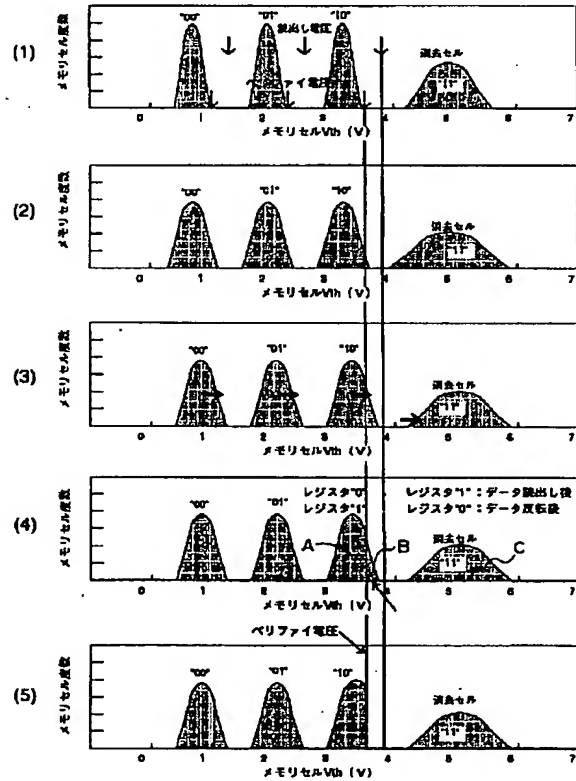 (1)
メモリセル度数
"00"
"01"
"10"
読出し電圧
消去セル
"11"
ベリファイ電圧
0 1 2 3 4 5 6 7
メモリセルVth (V)
(2)
メモリセル度数
"00"
"01"
"10"
消去セル
"11"
0 1 2 3 4 5 6 7
メモリセルVth (V)
(3)
メモリセル度数
"00"
"01"
"10"
消去セル
"11"
0 1 2 3 4 5 6 7
メモリセルVth (V)
(4)
メモリセル度数
レジスタ"0" レジスタ"1":データ読出し後
レジスタ"1" レジスタ"0":データ反転後
"00"
"01"
"10"
消去セル
"11"
A
B
C
0 1 2 3 4 5 6 7
メモリセルVth (V)
ベリファイ電圧
(5)
メモリセル度数
"00"
"01"
"10"
消去セル
"11"
0 1 2 3 4 5 6 7
メモリセルVth (V)